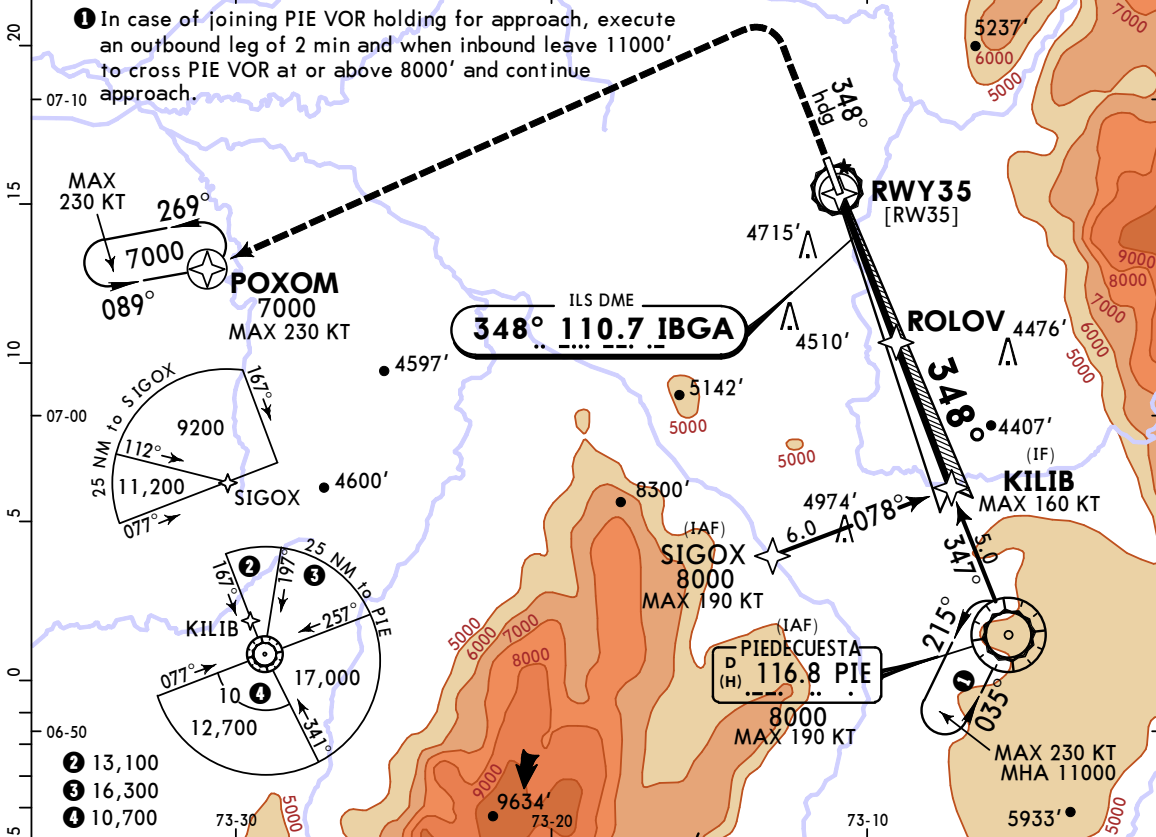 ❶ In case of joining PIE VOR holding for approach, execute
an outbound leg of 2 min and when inbound leave 11000'
to cross PIE VOR at or above 8000' and continue
approach.
5237'
6000
5000
7000
20
07-10
348°
hdg
MAX
230 KT
269°
7000
089°
POXOM
7000
MAX 230 KT
15
RWY35
[RW35]
4715'
9000
8000
7000
6000
5000
ILS DME
348° 110.7 IBGA
4510'
ROLOV
4476'
348°
4407'
10
07-00
4597'
5142'
5000
5000
25 NM to SIGOX
167°
9200
112°
11,200
SIGOX
077°
4600'
8300'
(IF)
KILIB
MAX 160 KT
4974'
6.0
078°
5
(IAF)
SIGOX
8000
MAX 190 KT
5.0
347°
25 NM to PIE
❷
❸
167°
197°
257°
KILIB
077°
10
❹
17,000
12,700
341°
5000
6000
7000
8000
(IAF)
PIEDECUESTA
D
(H)
116.8 PIE
8000
MAX 190 KT
215°
❶
035°
MAX 230 KT
MHA 11000
0
06-50
❷ 13,100
❸ 16,300
❹ 10,700
5000
9000
9634'
5933'
5000
5
73-30
73-20
73-10